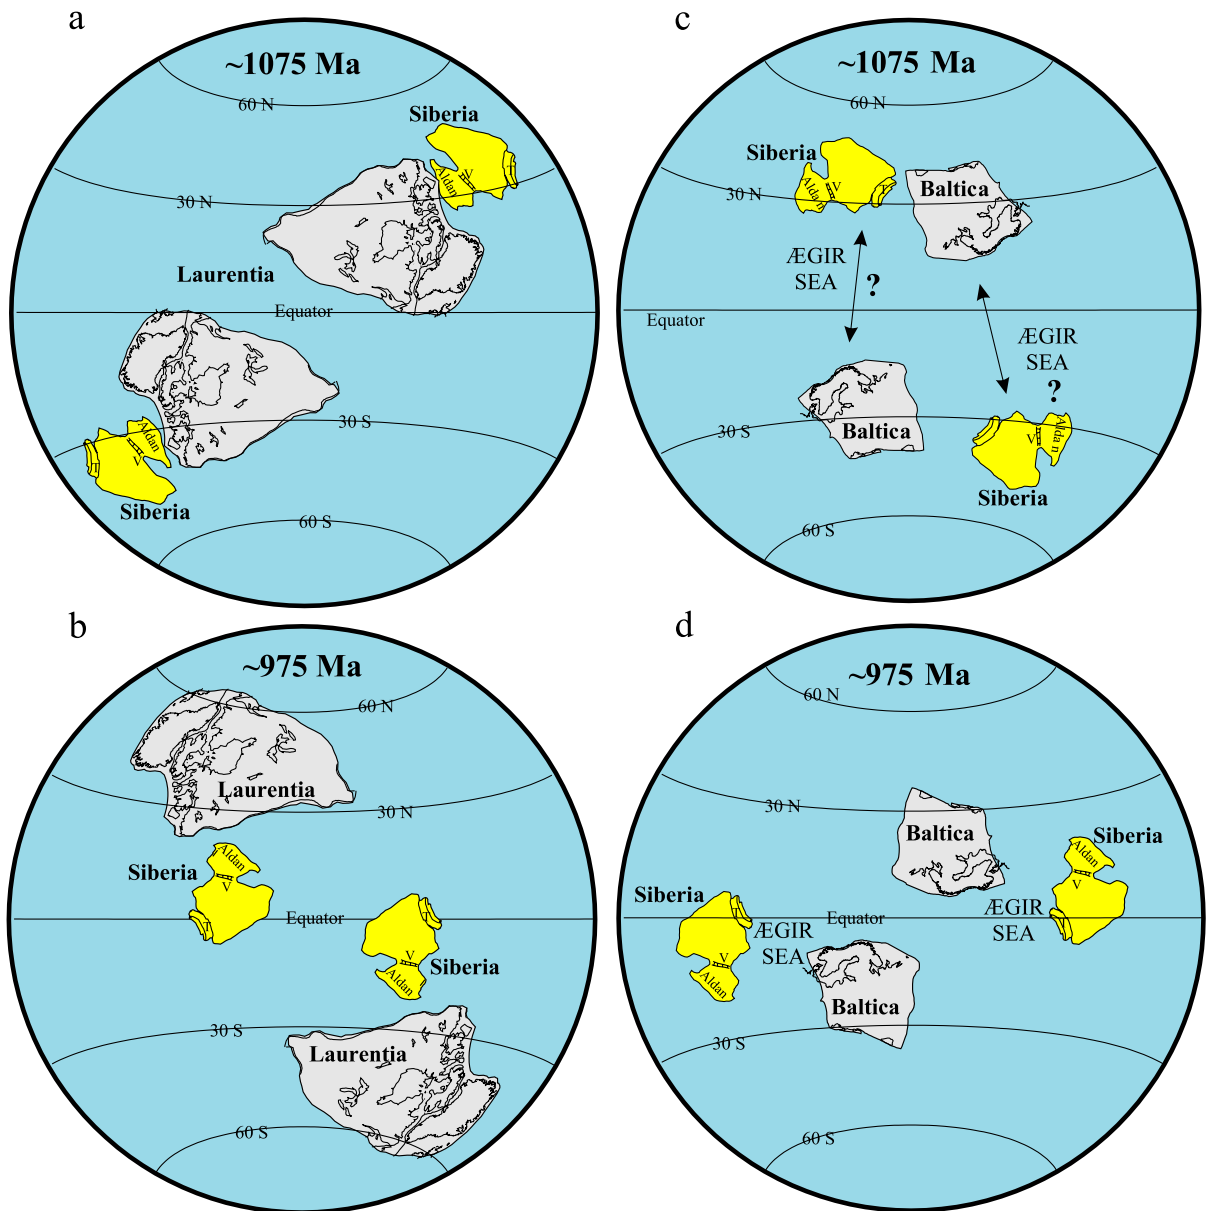 a
~1075 Ma
60 N
Siberia
V
T
Aldan
30 N
Laurentia
Equator
30 S
Aldan
V
T
Siberia
60 S
c
~1075 Ma
60 N
Siberia
Aldan
V
T
Baltica
30 N
ÆGIR
SEA
?
Equator
ÆGIR
SEA
?
30 S
Baltica
V
Aldan
Siberia
60 S
b
~975 Ma
60 N
Laurentia
30 N
Siberia
Aldan
V
T
Equator
T
V
Aldan
Siberia
30 S
Laurentia
60 S
d
~975 Ma
60 N
30 N
Baltica
Siberia
Aldan
V
Siberia
T
ÆGIR
SEA
Equator
ÆGIR
SEA
T
V
Aldan
Baltica
30 S
60 S